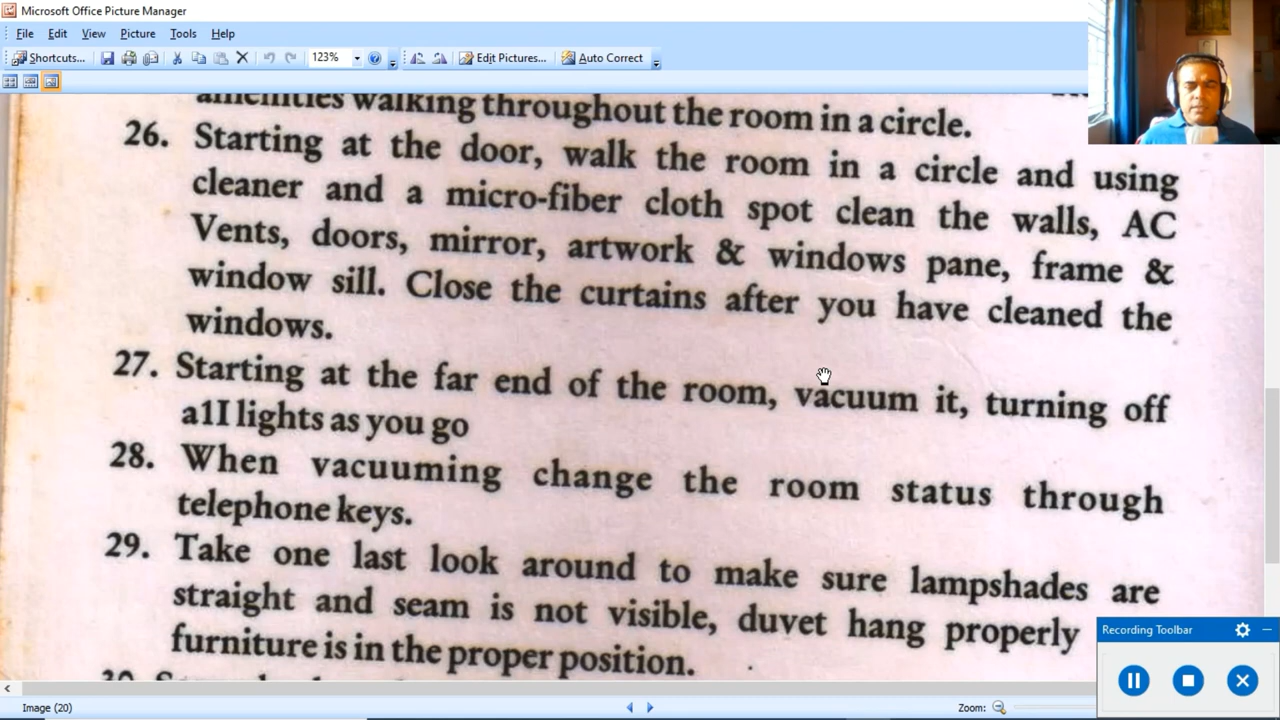 Microsoft Office Picture Manager
File Edit View Picture Tools Help
Shortcuts... 123% Edit Pictures... Auto Correct
amenities walking throughout the room in a circle.
26. Starting at the door, walk the room in a circle and using
cleaner and a micro-fiber cloth spot clean the walls, AC
Vents, doors, mirror, artwork & windows pane, frame &
window sill. Close the curtains after you have cleaned the
windows.
27. Starting at the far end of the room, vacuum it, turning off
a1I lights as you go
28. When vacuuming change the room status through
telephone keys.
29. Take one last look around to make sure lampshades are
straight and seam is not visible, duvet hang properly
furniture is in the proper position.
30.
Recording Toolbar
Image (20) Zoom: